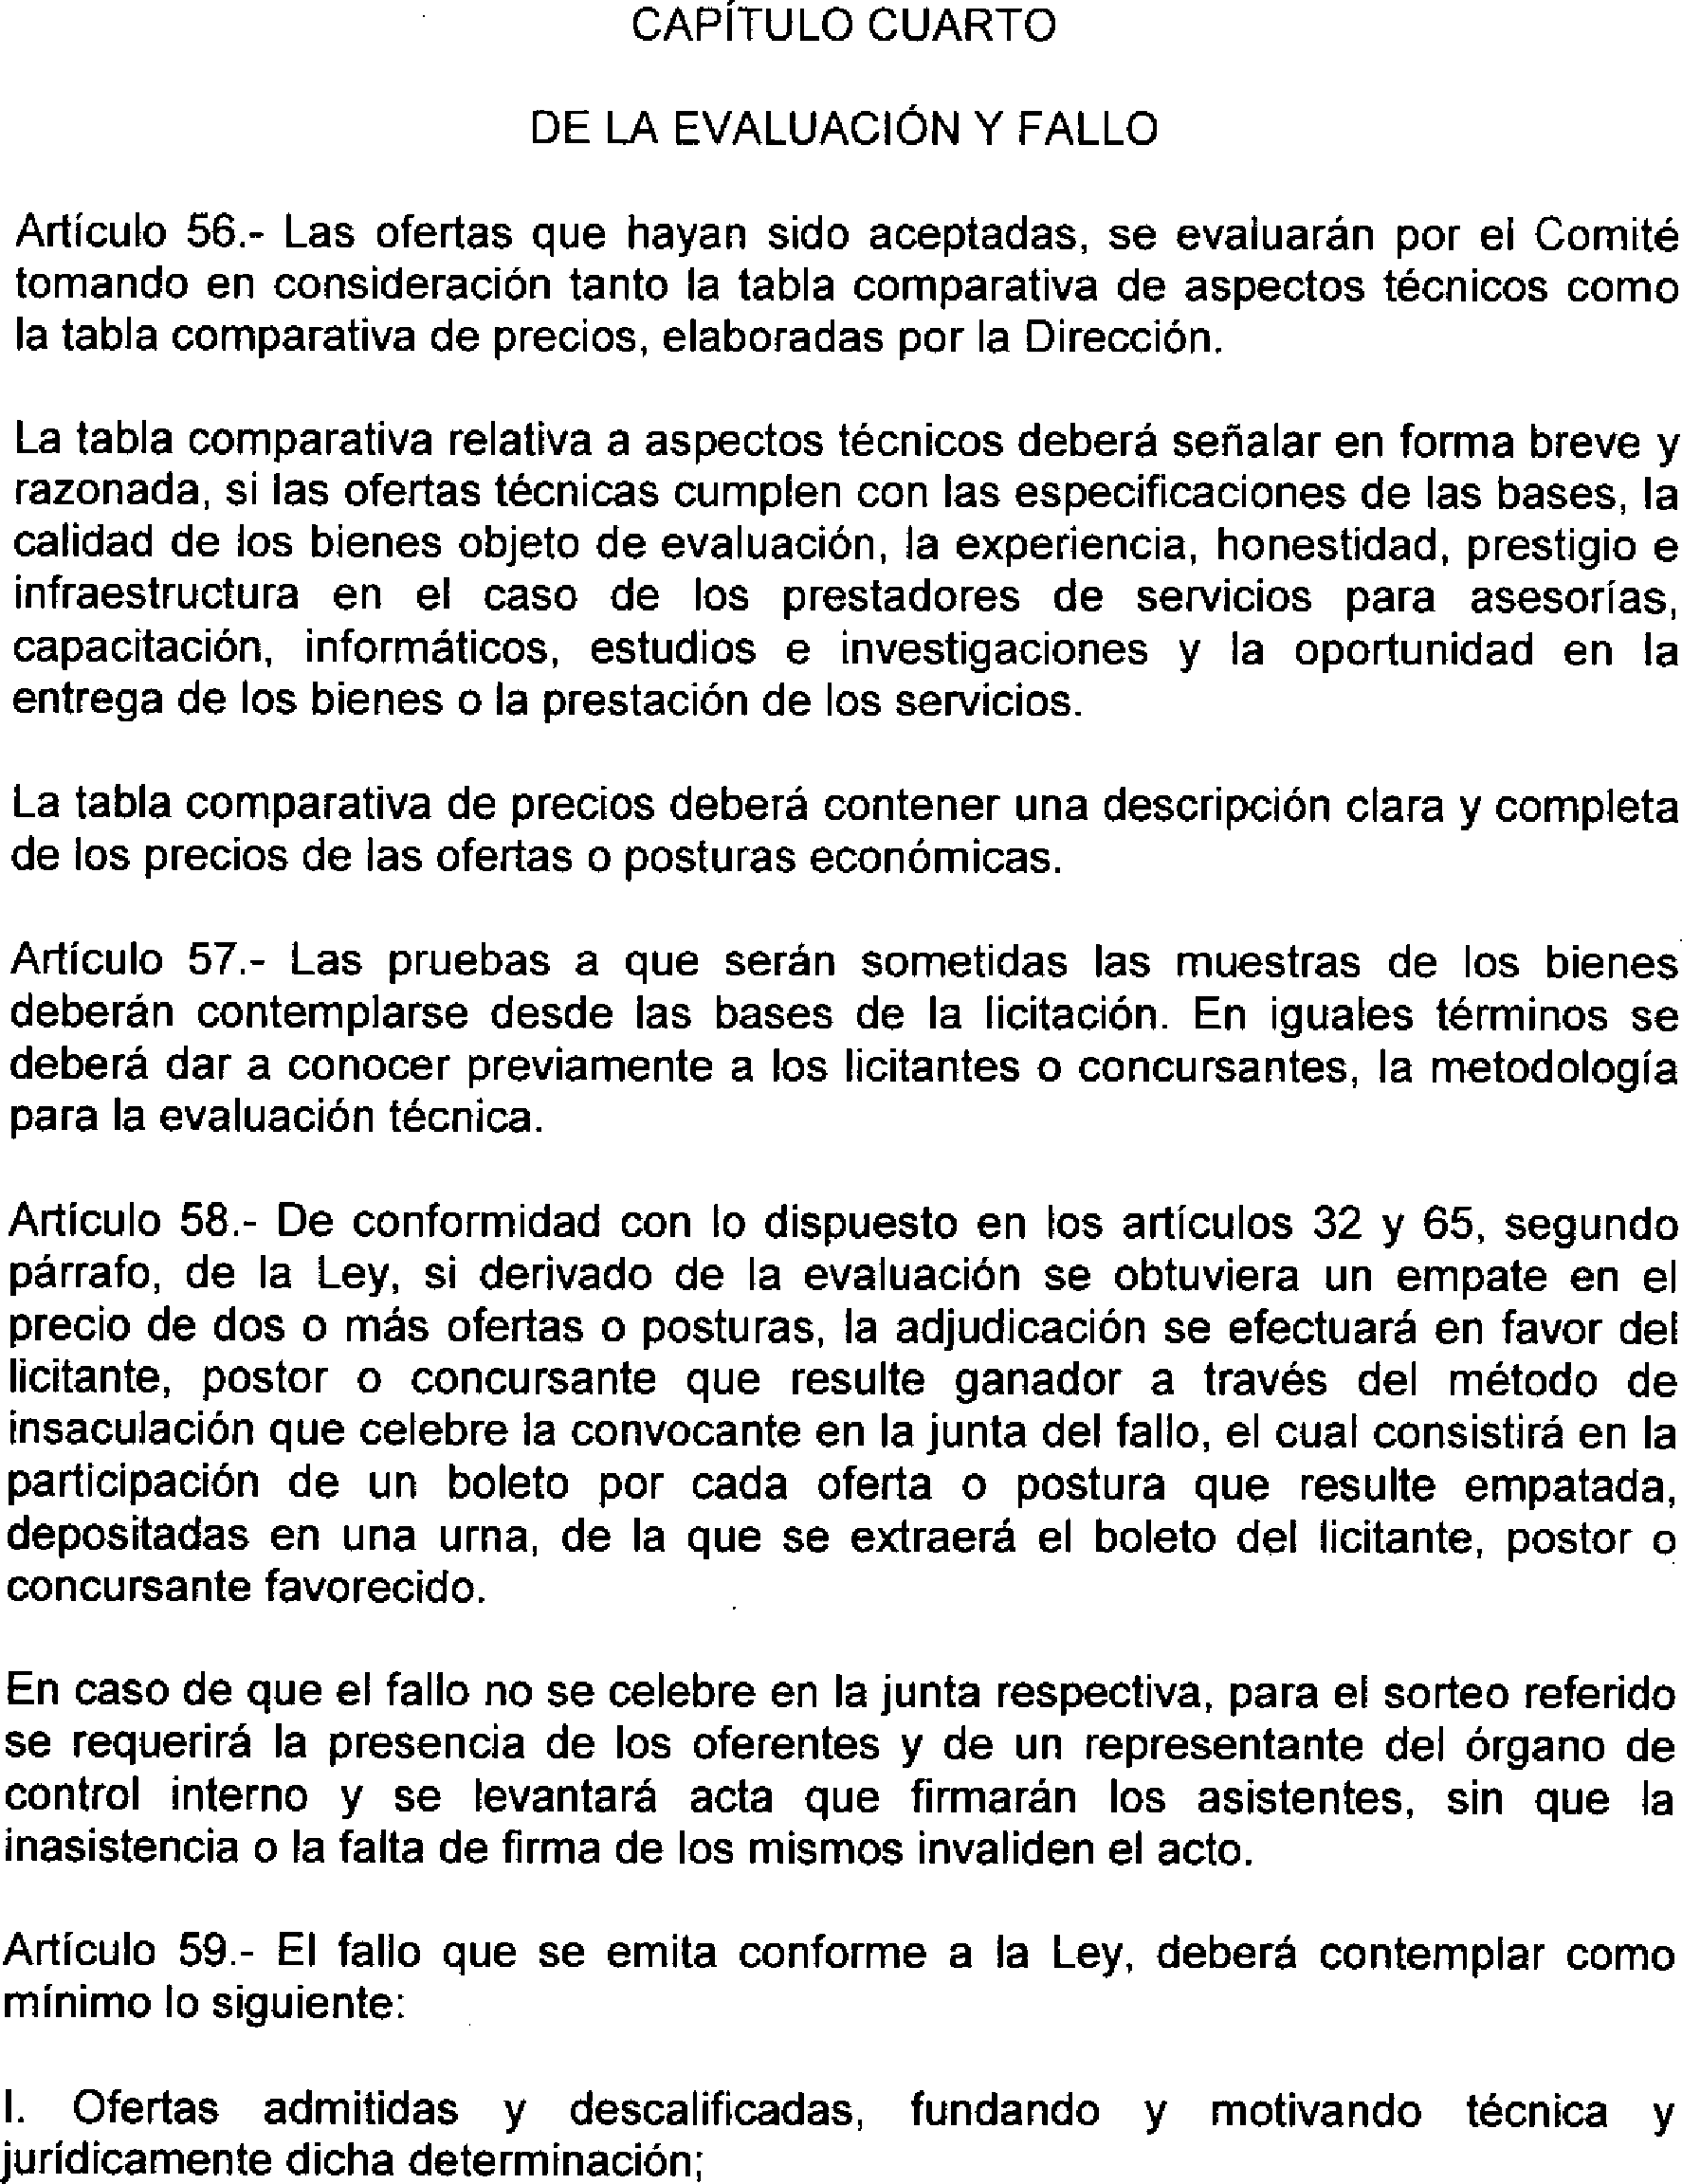 CAPÍTULO CUARTO
DE LA EVALUACIÓN Y FALLO
Artículo 56.- Las ofertas que hayan sido aceptadas, se evaluarán por el Comité
tomando en consideración tanto la tabla comparativa de aspectos técnicos como
la tabla comparativa de precios, elaboradas por la Dirección.
La tabla comparativa relativa a aspectos técnicos deberá señalar en forma breve y
razonada, si las ofertas técnicas cumplen con las especificaciones de las bases, la
calidad de los bienes objeto de evaluación, la experiencia, honestidad, prestigio e
infraestructura en el caso de los prestadores de servicios para asesorías,
capacitación, informáticos, estudios e investigaciones y la oportunidad en la
entrega de los bienes o la prestación de los servicios.
La tabla comparativa de precios deberá contener una descripción clara y completa
de los precios de las ofertas o posturas económicas.
Artículo 57.- Las pruebas a que serán sometidas las muestras de los bienes
deberán contemplarse desde las bases de la licitación. En iguales términos se
deberá dar a conocer previamente a los licitantes o concursantes, la metodología
para la evaluación técnica.
Artículo 58.- De conformidad con lo dispuesto en los artículos 32 y 65, segundo
párrafo, de la Ley, si derivado de la evaluación se obtuviera un empate en el
precio de dos o más ofertas o posturas, la adjudicación se efectuará en favor del
licitante, postor o concursante que resulte ganador a través del método de
insaculación que celebre la convocante en la junta del fallo, el cual consistirá en la
participación de un boleto por cada oferta o postura que resulte empatada,
depositadas en una urna, de la que se extraerá el boleto del licitante, postor o
concursante favorecido.
En caso de que el fallo no se celebre en la junta respectiva, para el sorteo referido
se requerirá la presencia de los oferentes y de un representante del órgano de
control interno y se levantará acta que firmarán los asistentes, sin que la
inasistencia o la falta de firma de los mismos invaliden el acto.
Artículo 59.- El fallo que se emita conforme a la Ley, deberá contemplar como
mínimo lo siguiente:
I. Ofertas admitidas y descalificadas, fundando y motivando técnica y
jurídicamente dicha determinación;